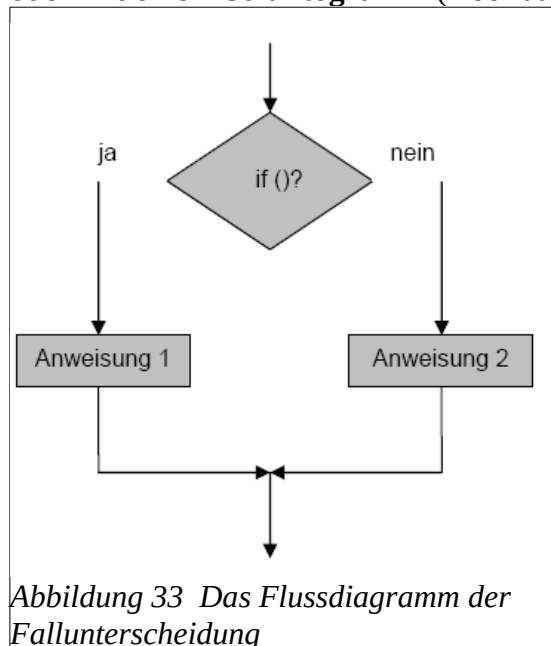 ja
nein
if ()?
Anweisung 1
Anweisung 2
Abbildung 33 Das Flussdiagramm der
Fallunterscheidung